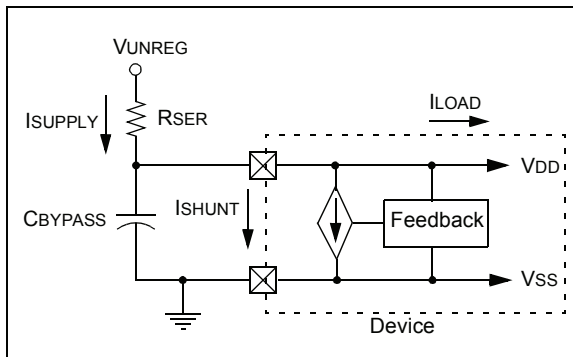 VUNREG
ISUPPLY
RSER
ILOAD
VDD
CBYPASS
ISHUNT
Feedback
VSS
Device